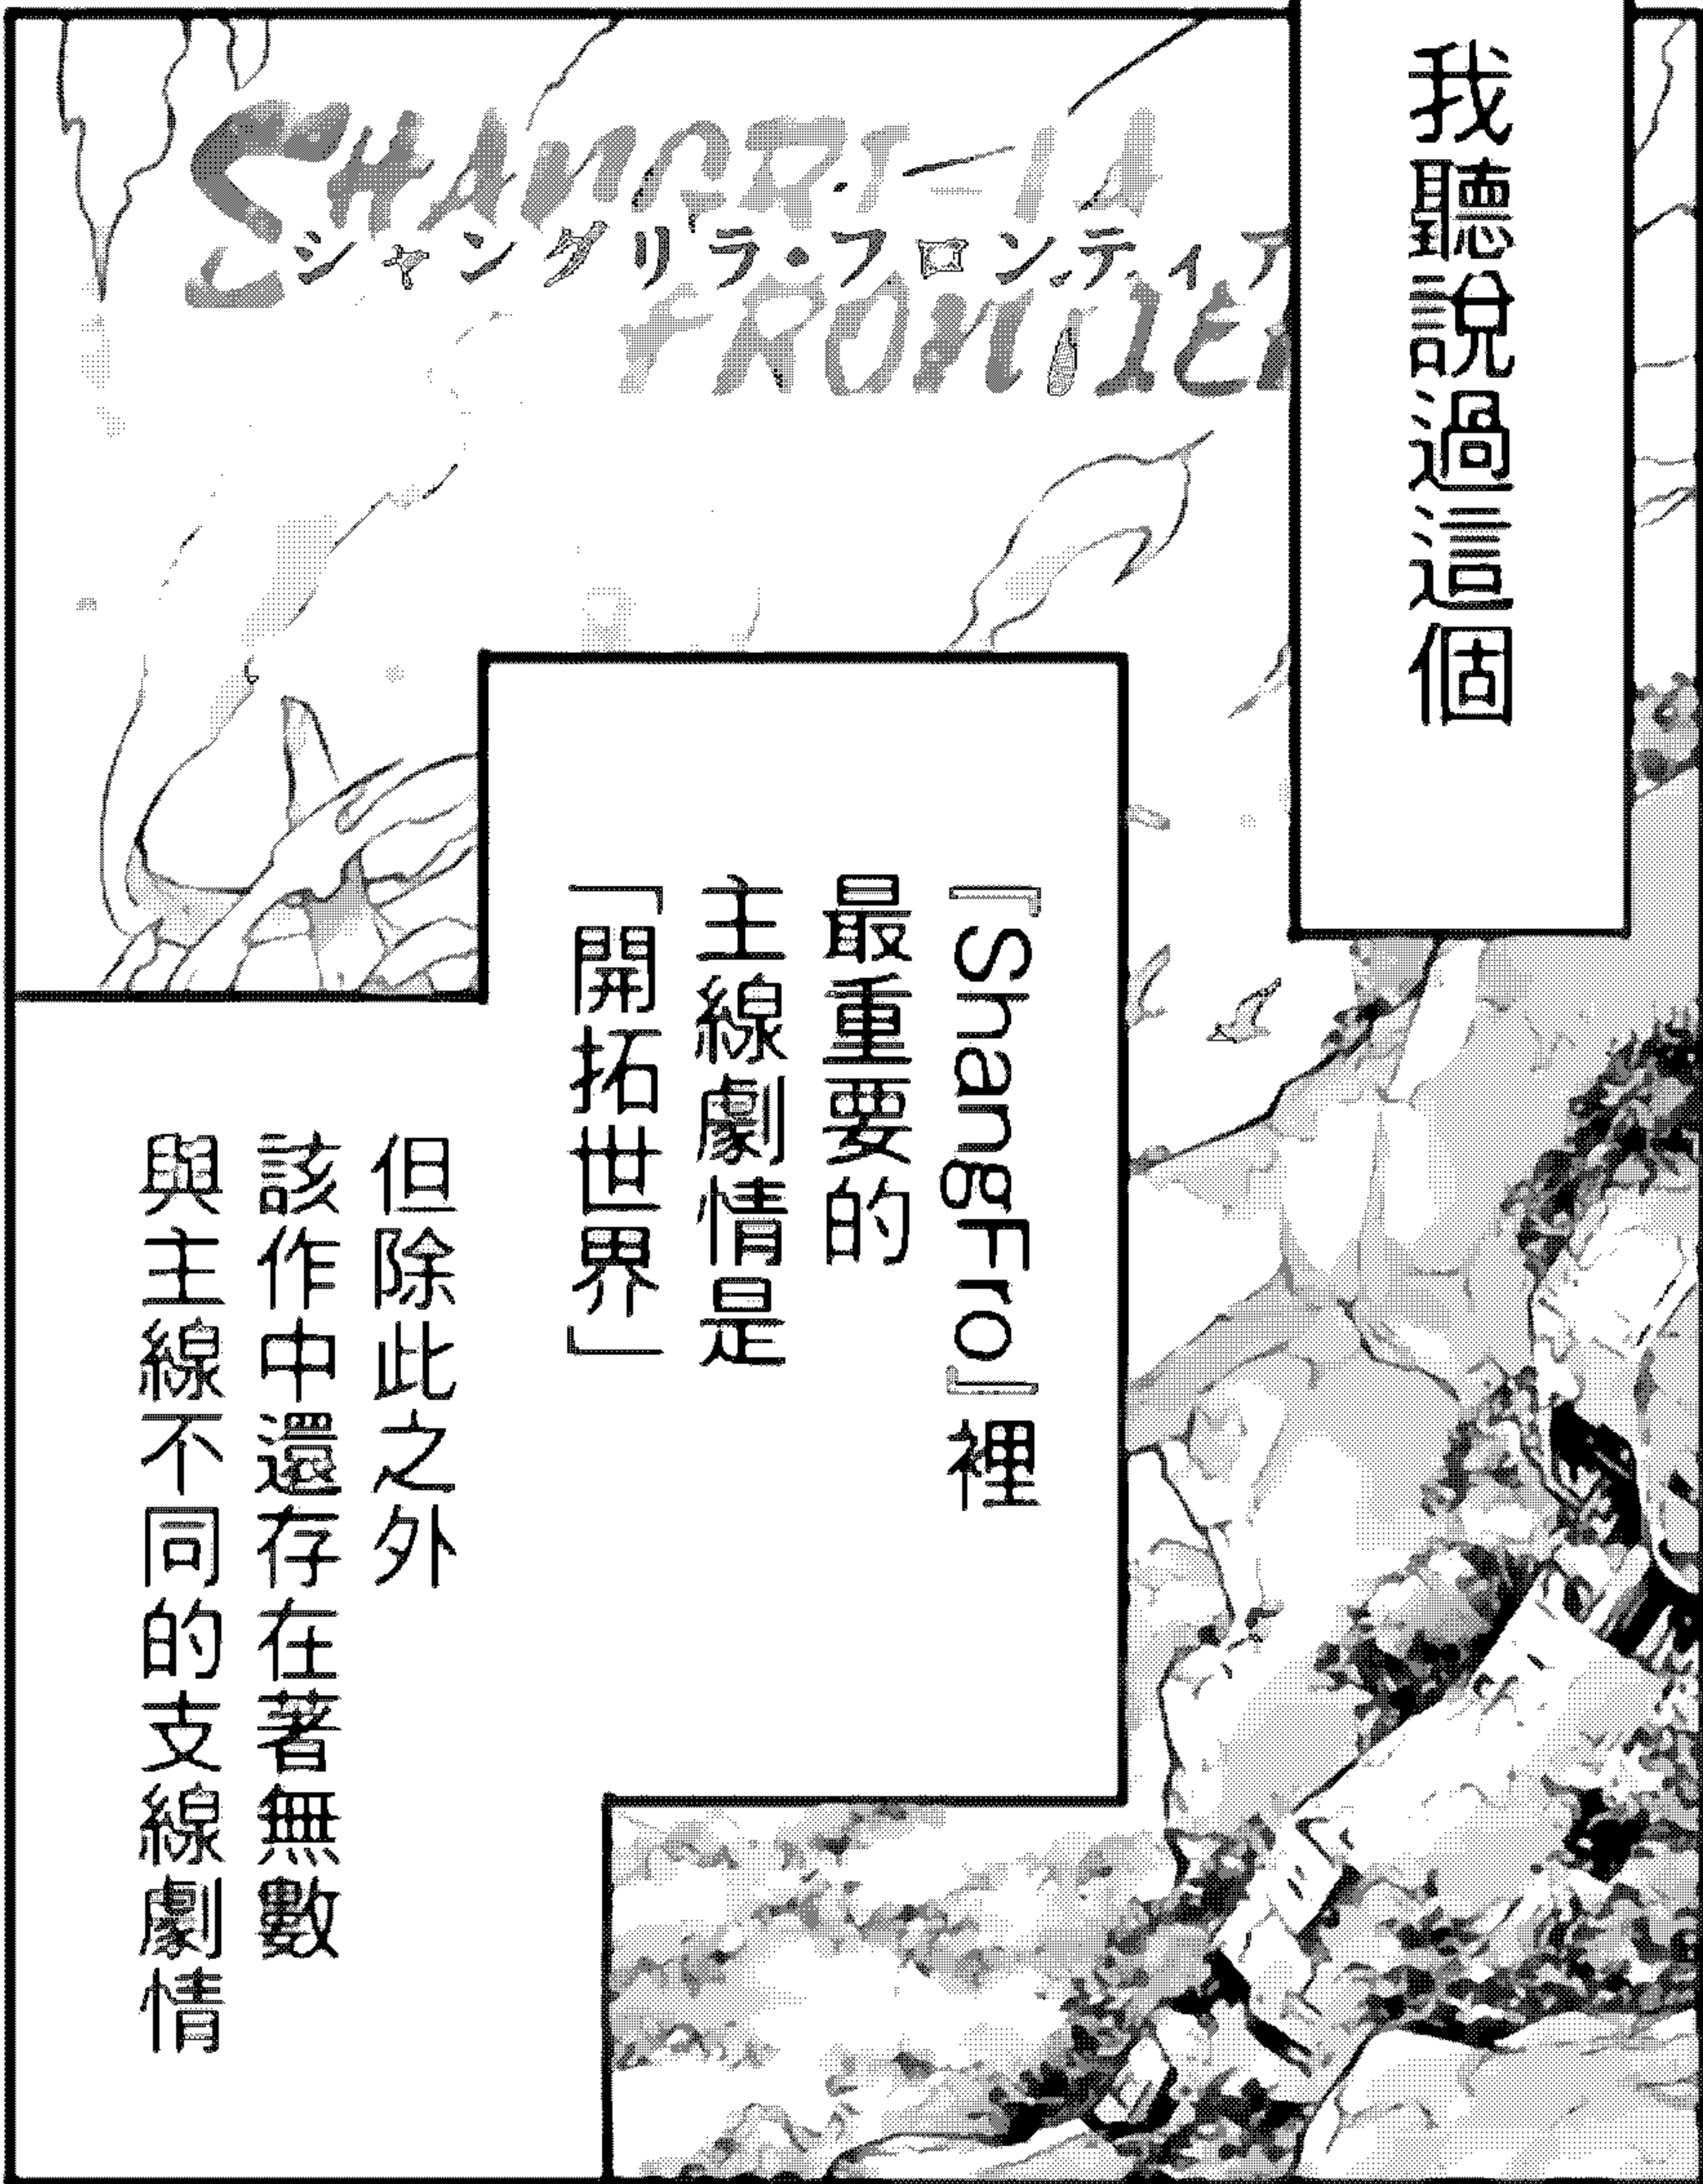 我聽說過這個
SHANGRI-LA
シャングリラ・フロンティア
FRONTIER
『ShangFro』裡
最重要的
主線劇情是
「開拓世界」
但除此之外
該作中還存在著無數
與主線不同的支線劇情